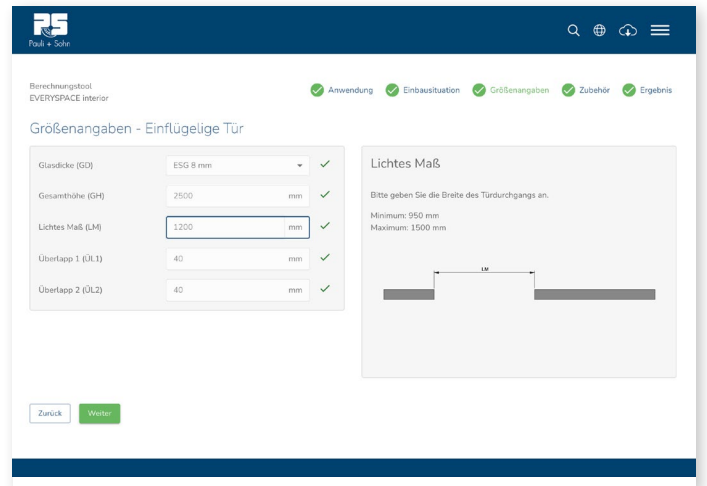 PS
Pauli + Sohn
Berechnungstool
EVERYSPACE interior
Anwendung Einbausituation Größenangaben Zubehör Ergebnis
Größenangaben - Einflügelige Tür
Glasdicke (GD) ESG 8 mm
Gesamthöhe (GH) 2500 mm
Lichtes Maß (LM) 1200 mm
Überlapp 1 (ÜL1) 40 mm
Überlapp 2 (ÜL2) 40 mm
Lichtes Maß
Bitte geben Sie die Breite des Türdurchgangs an.
Minimum: 950 mm
Maximum: 1500 mm
LM
Zurück Weiter